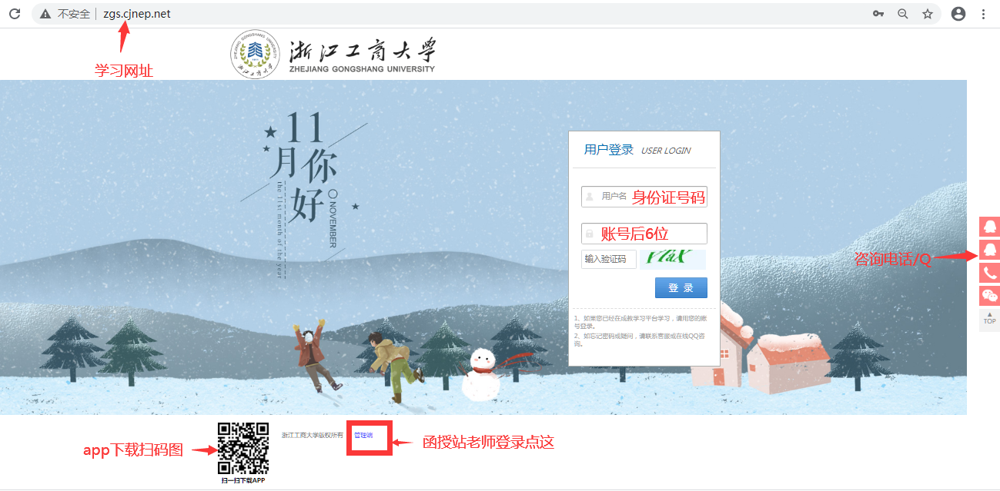 不安全 zgs.cjnep.net
学习网址
浙江工商大学
ZHEJIANG GONGSHANG UNIVERSITY
11
月你
好
the 11st month of the year
NOVEMBER
用户登录 USER LOGIN
用户名 身份证号码
账号后6位
输入验证码
登 录
1、如果您已经在成教学习平台学习，请用您的账
号登录。
2、如忘记密码或疑问，请联系客服或在线QQ咨
询。
咨询电话/Q
TOP
app下载扫码图
扫一扫下载APP
浙江工商大学版权所有
管理端
函授站老师登录点这